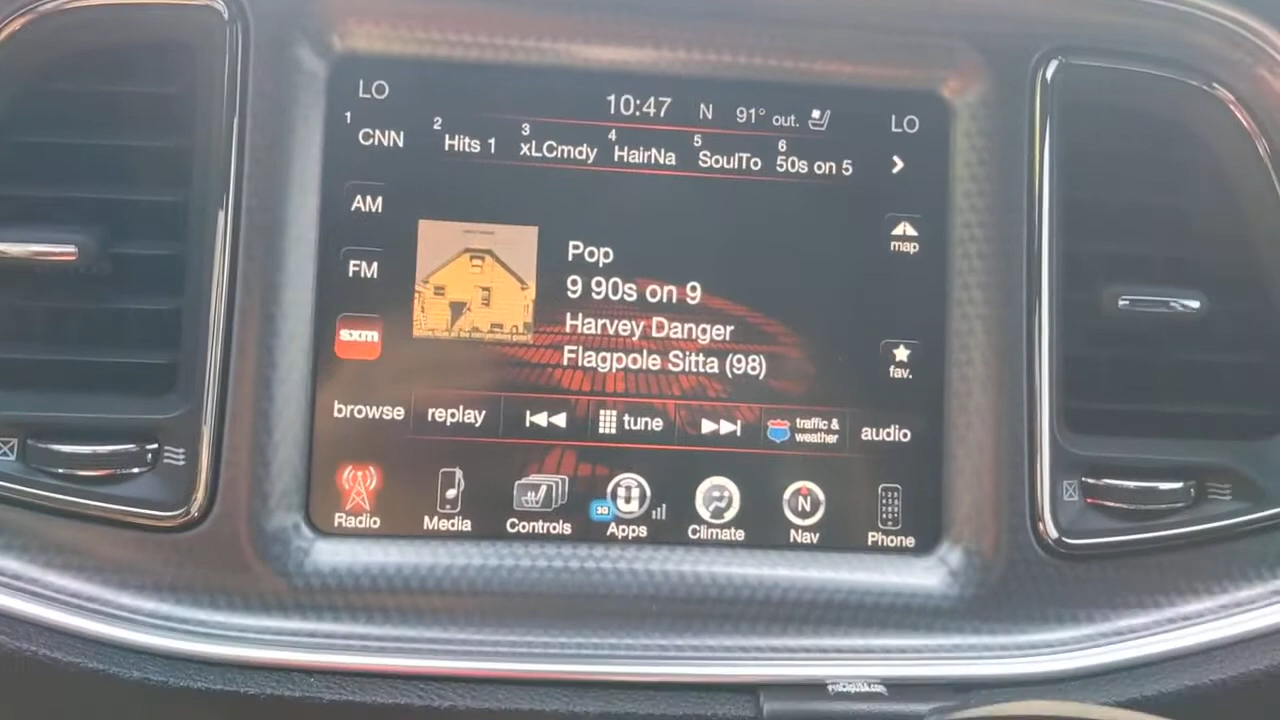 LO 10:47 N 91° out. LO
1 CNN 2 Hits 1 3 xLCmdy 4 HairNa 5 SoulTo 6 50s on 5
AM
map
FM
Pop
9 90s on 9
Harvey Danger
Flagpole Sitta (98)
sxm
fav.
browse replay tune traffic & weather audio
Radio Media Controls 3G Apps Climate N Nav Phone
ProClipUSA.com